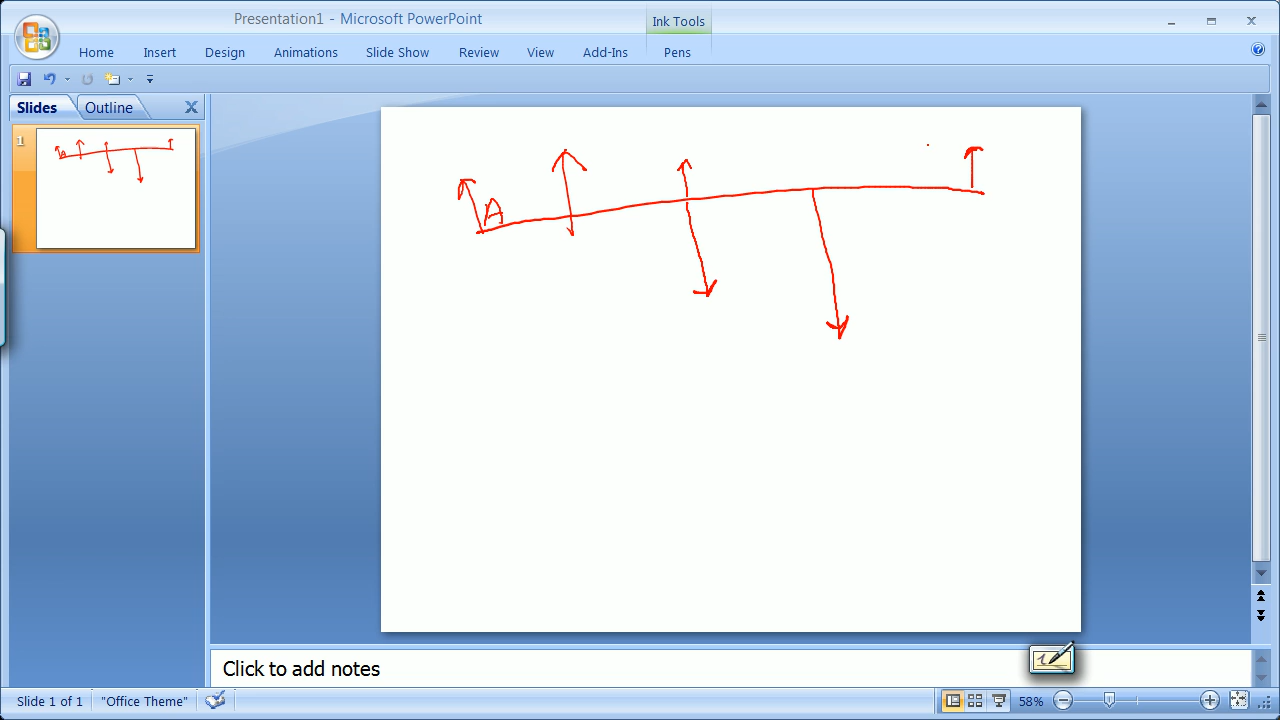 Presentation1 - Microsoft PowerPoint
Ink Tools
Home Insert Design Animations Slide Show Review View Add-Ins Pens
Slides Outline
1
A
Click to add notes
Slide 1 of 1 "Office Theme" 58%